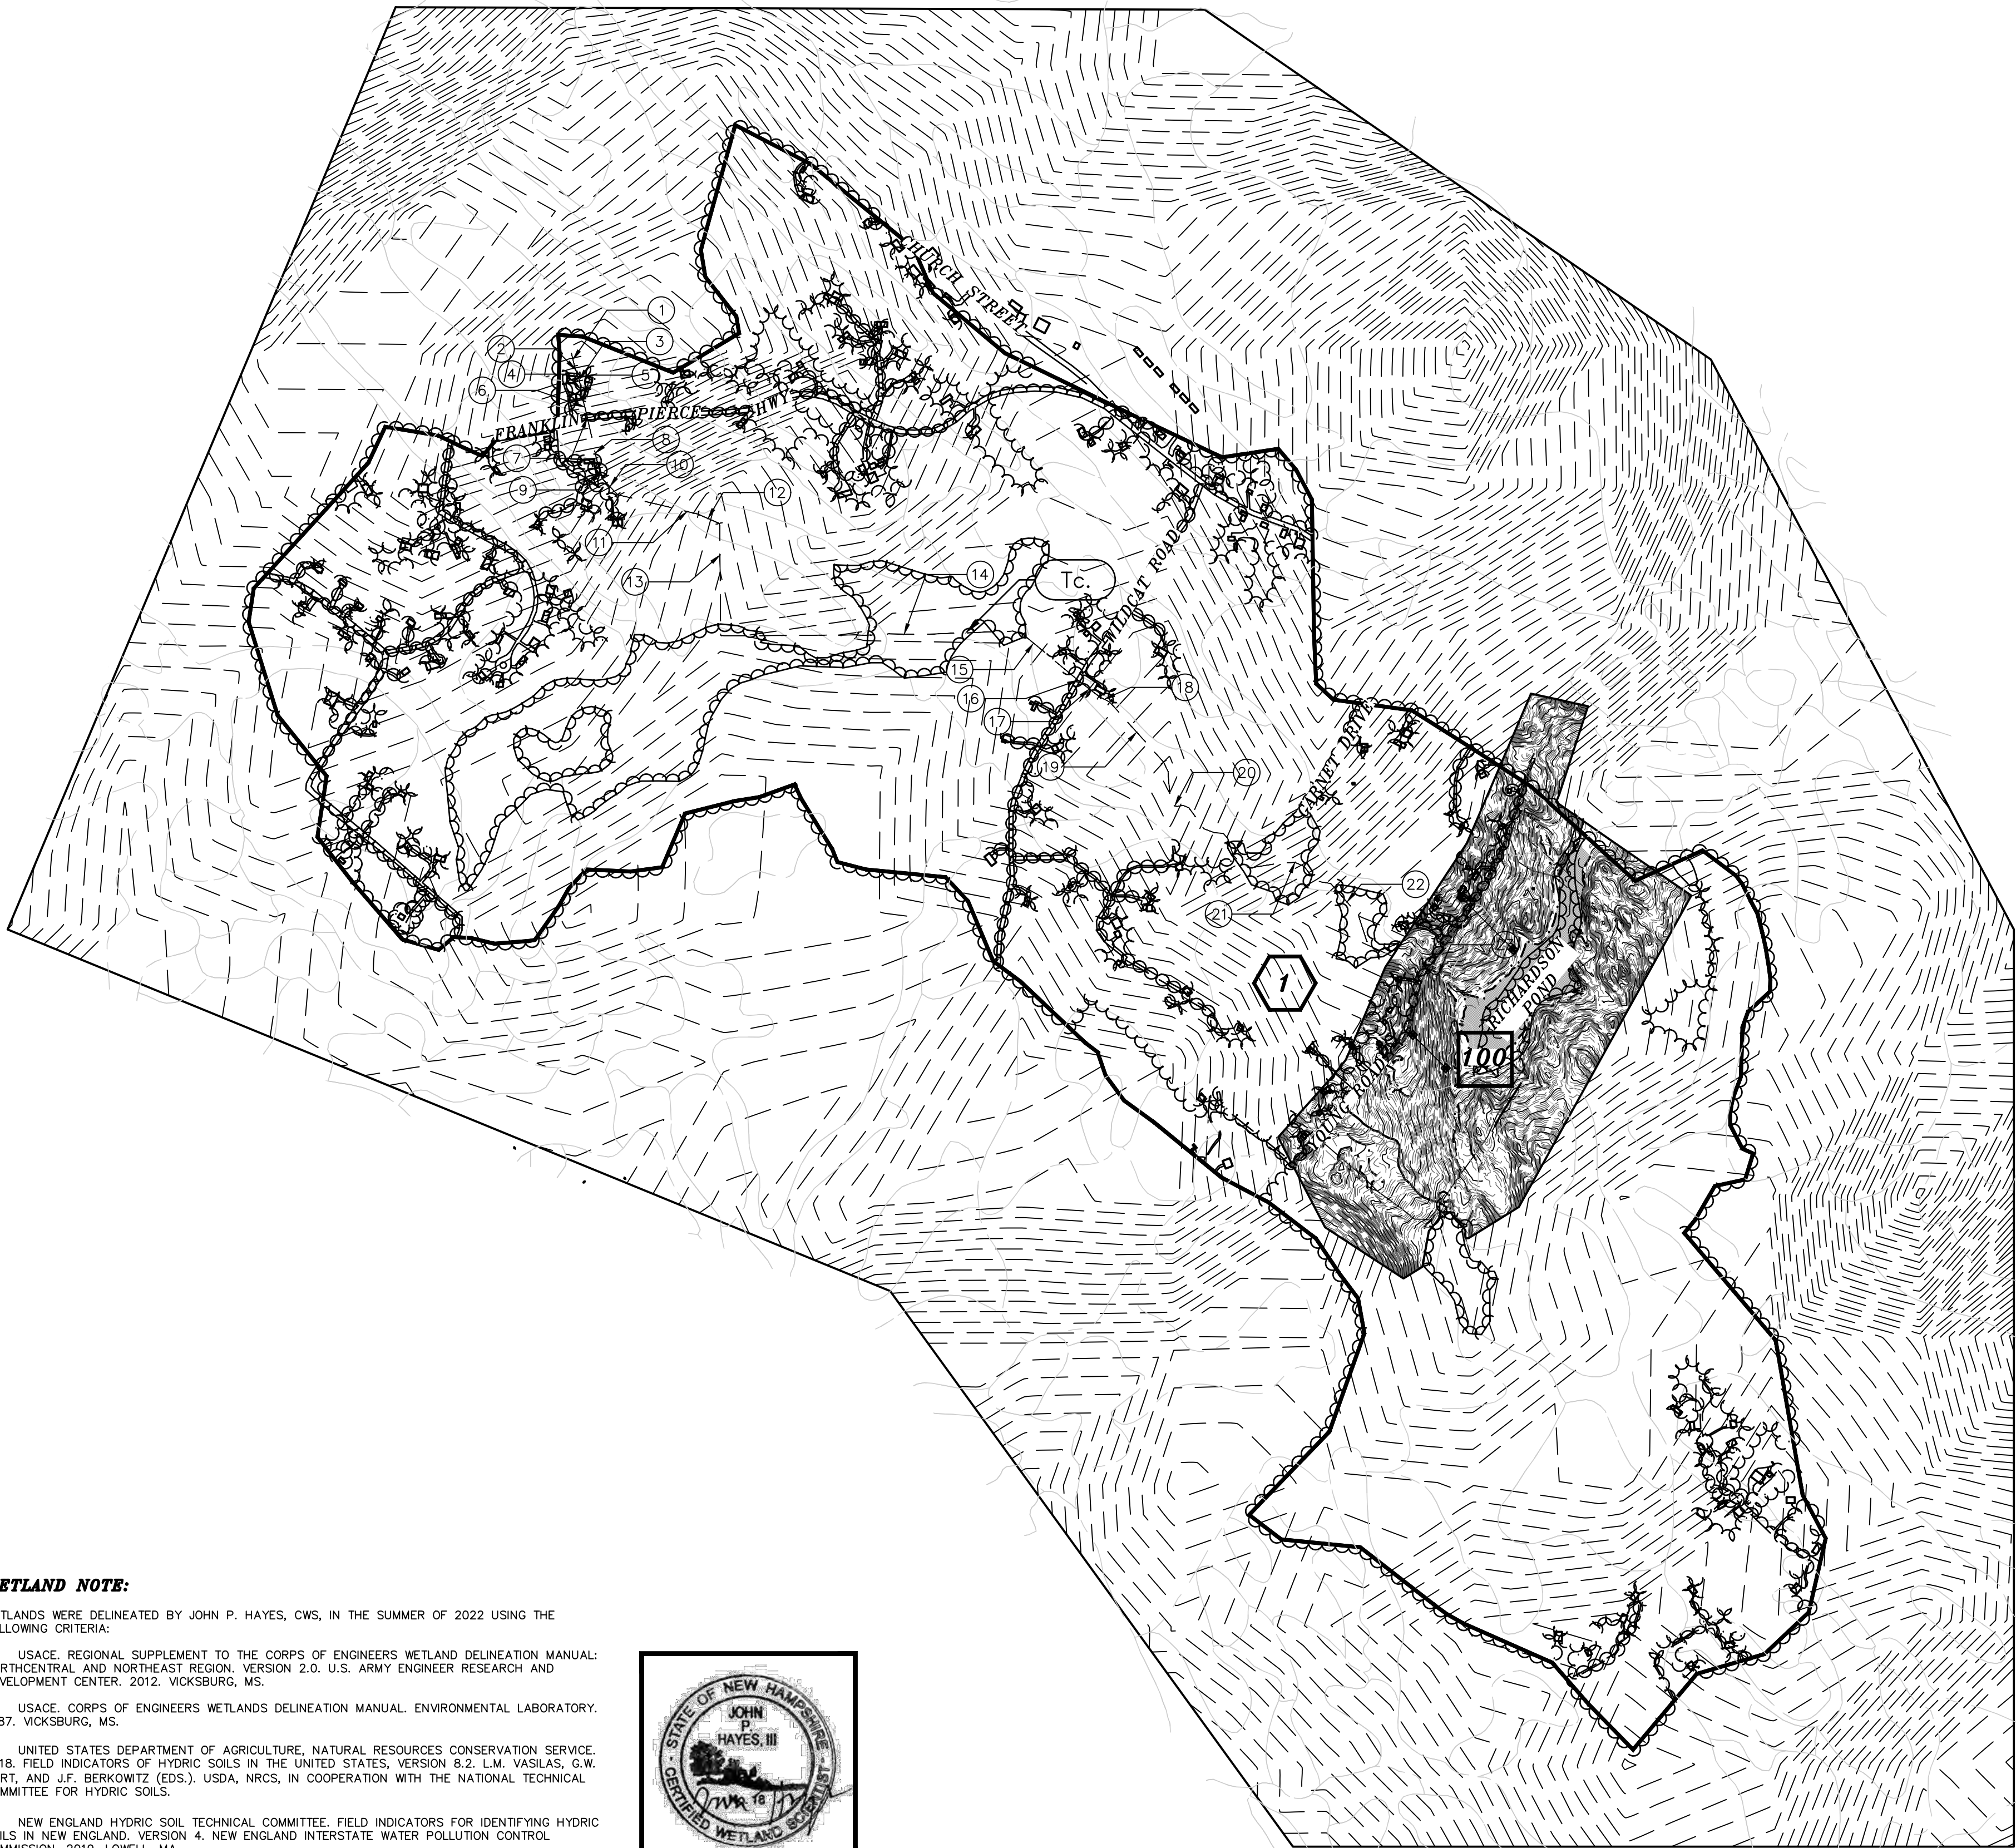 CHURCH STREET
1
2
3
4
5
6
FRANKLIN PIERCE HWY
7
8
9
10
11
12
13
14
Tc.
WILDCAT ROAD
15
16
17
18
19
20
GARNET DRIVE
21
22
1
RICHARDSON
POND
100
YOUNG ROAD
ETLAND NOTE:
TLANDS WERE DELINEATED BY JOHN P. HAYES, CWS, IN THE SUMMER OF 2022 USING THE
LLOWING CRITERIA:
USACE. REGIONAL SUPPLEMENT TO THE CORPS OF ENGINEERS WETLAND DELINEATION MANUAL:
RTHCENTRAL AND NORTHEAST REGION. VERSION 2.0. U.S. ARMY ENGINEER RESEARCH AND
VELOPMENT CENTER. 2012. VICKSBURG, MS.
USACE. CORPS OF ENGINEERS WETLANDS DELINEATION MANUAL. ENVIRONMENTAL LABORATORY.
87. VICKSBURG, MS.
UNITED STATES DEPARTMENT OF AGRICULTURE, NATURAL RESOURCES CONSERVATION SERVICE.
18. FIELD INDICATORS OF HYDRIC SOILS IN THE UNITED STATES, VERSION 8.2. L.M. VASILAS, G.W.
RT, AND J.F. BERKOWITZ (EDS.). USDA, NRCS, IN COOPERATION WITH THE NATIONAL TECHNICAL
MMITTEE FOR HYDRIC SOILS.
NEW ENGLAND HYDRIC SOIL TECHNICAL COMMITTEE. FIELD INDICATORS FOR IDENTIFYING HYDRIC
ILS IN NEW ENGLAND. VERSION 4. NEW ENGLAND INTERSTATE WATER POLLUTION CONTROL
MMISSION. 2019. LOWELL, MA.
STATE OF NEW HAMPSHIRE
JOHN
P.
HAYES, III
18
CERTIFIED WETLAND SCIENTIST